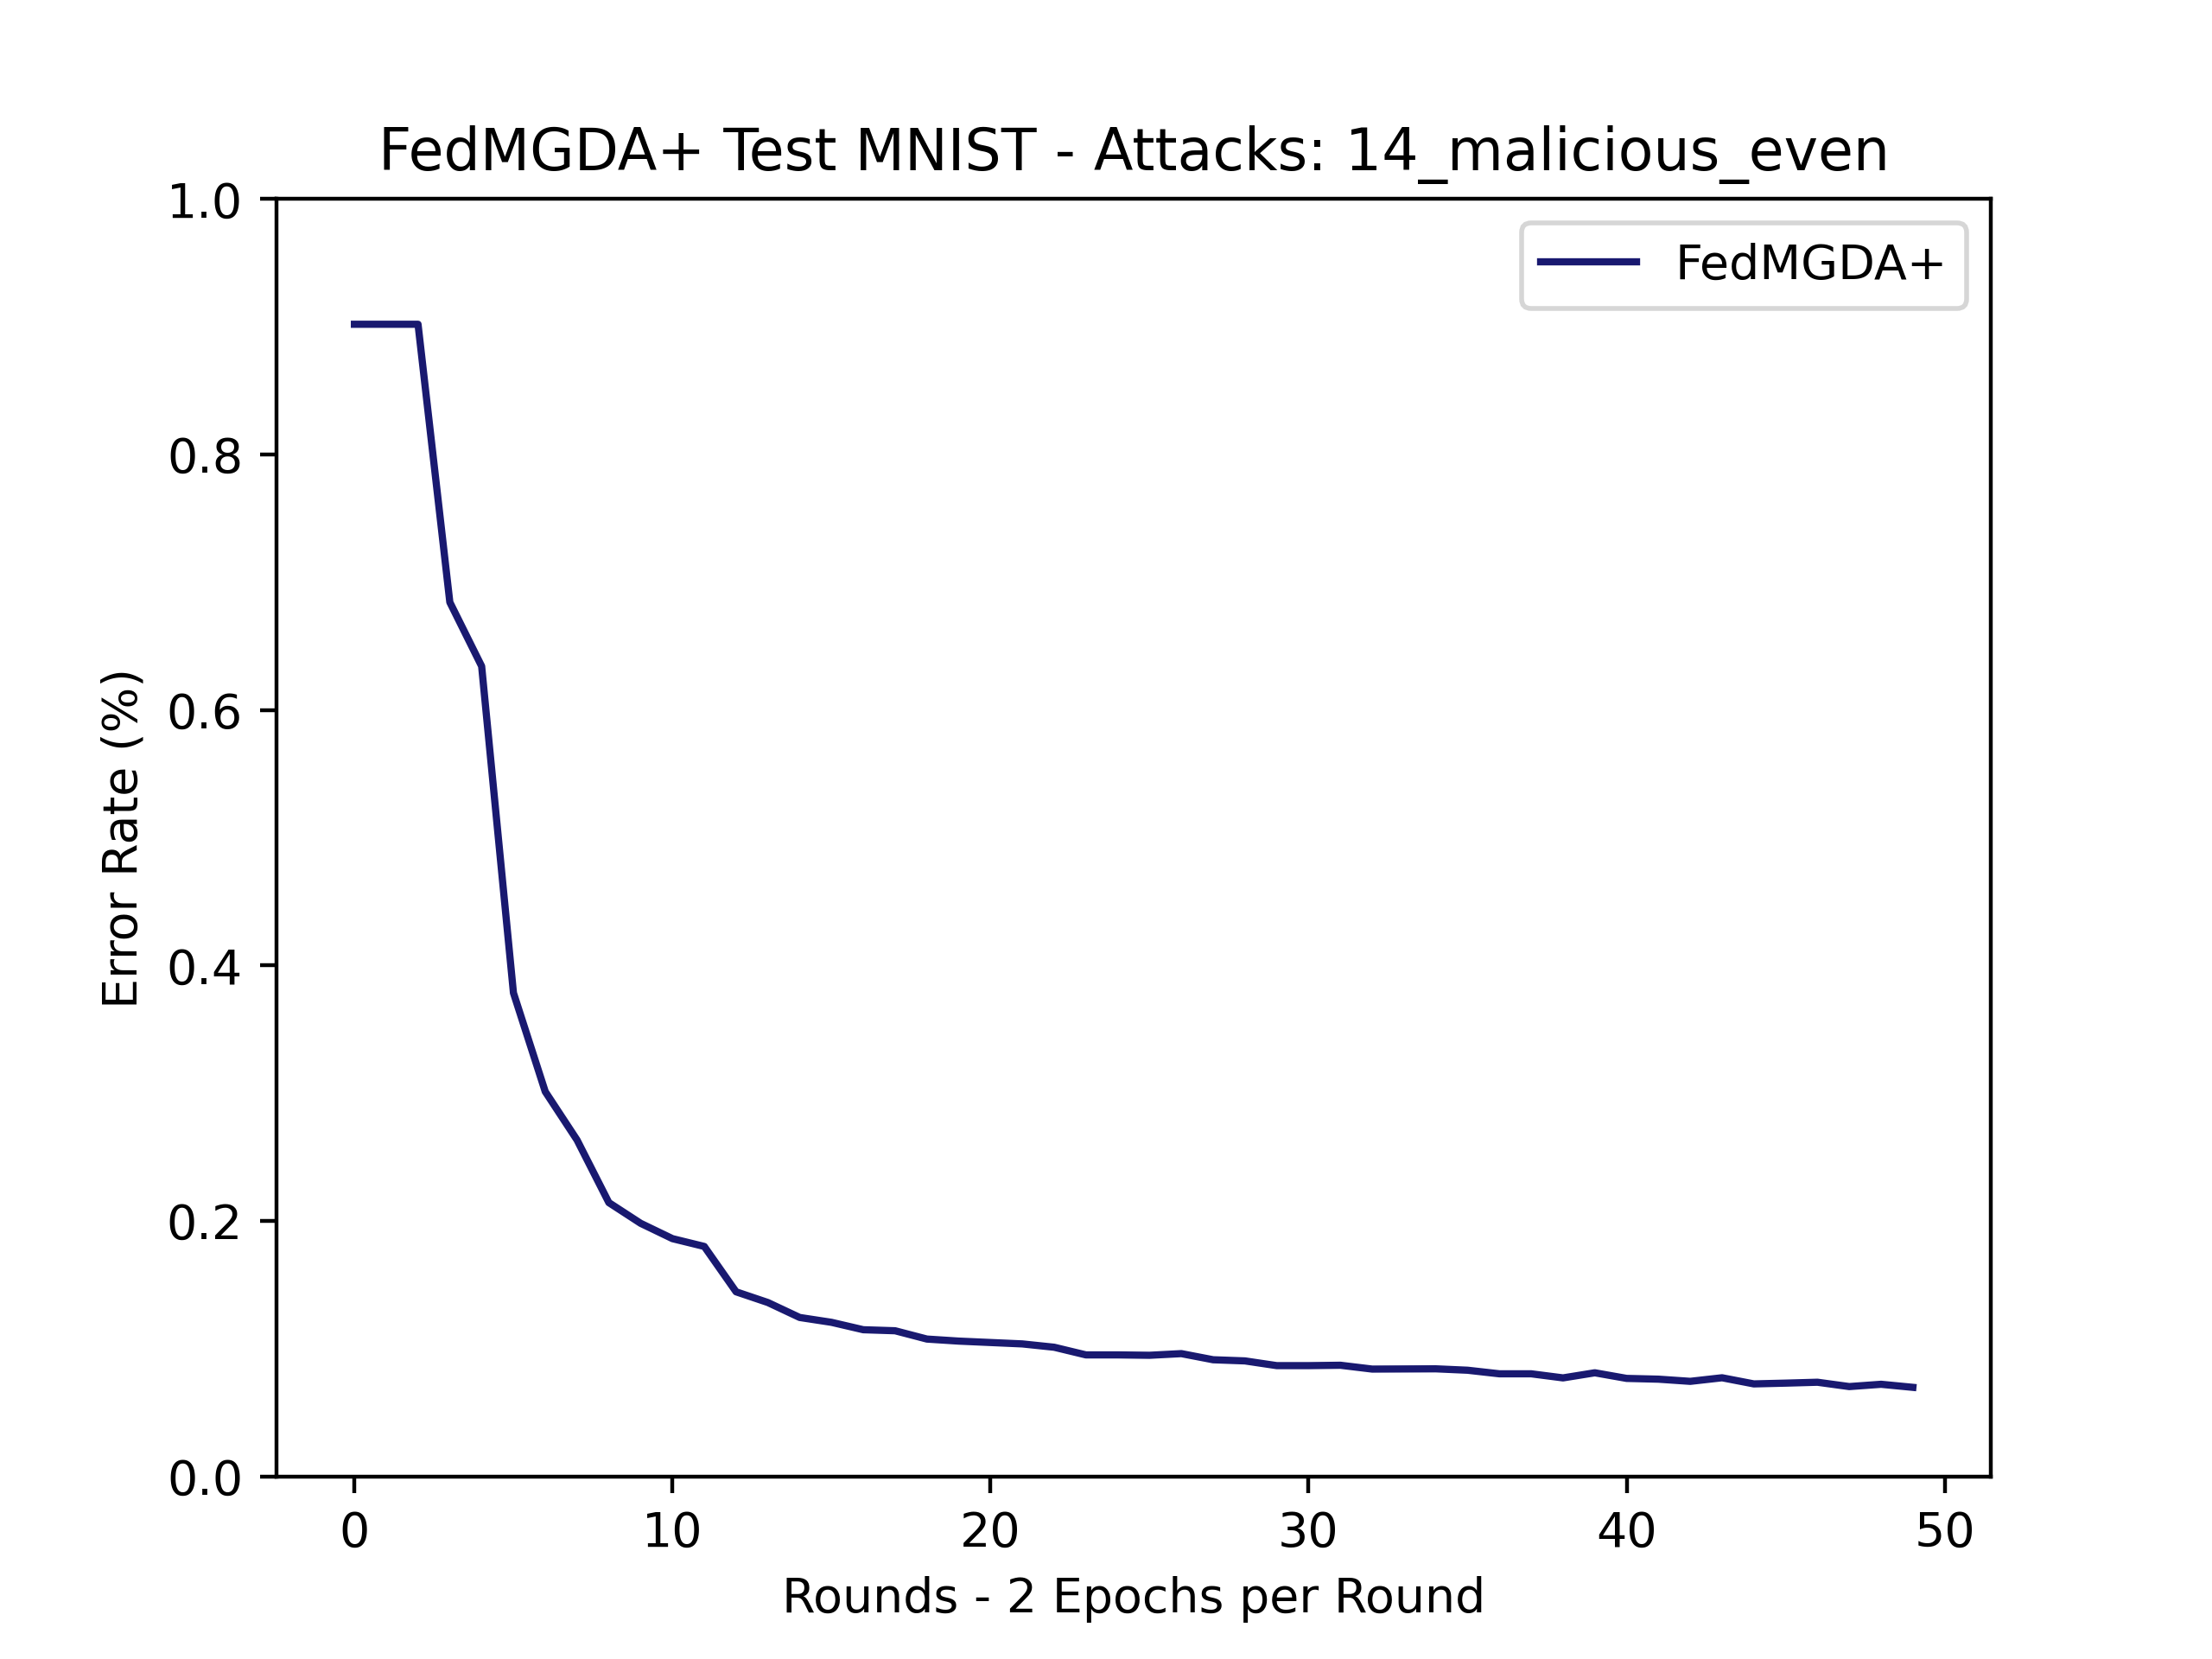 FedMGDA+ Test MNIST - Attacks: 14_malicious_even
FedMGDA+
1.0
0.8
0.6
0.4
0.2
0.0
Error Rate (%)
0 10 20 30 40 50
Rounds - 2 Epochs per Round